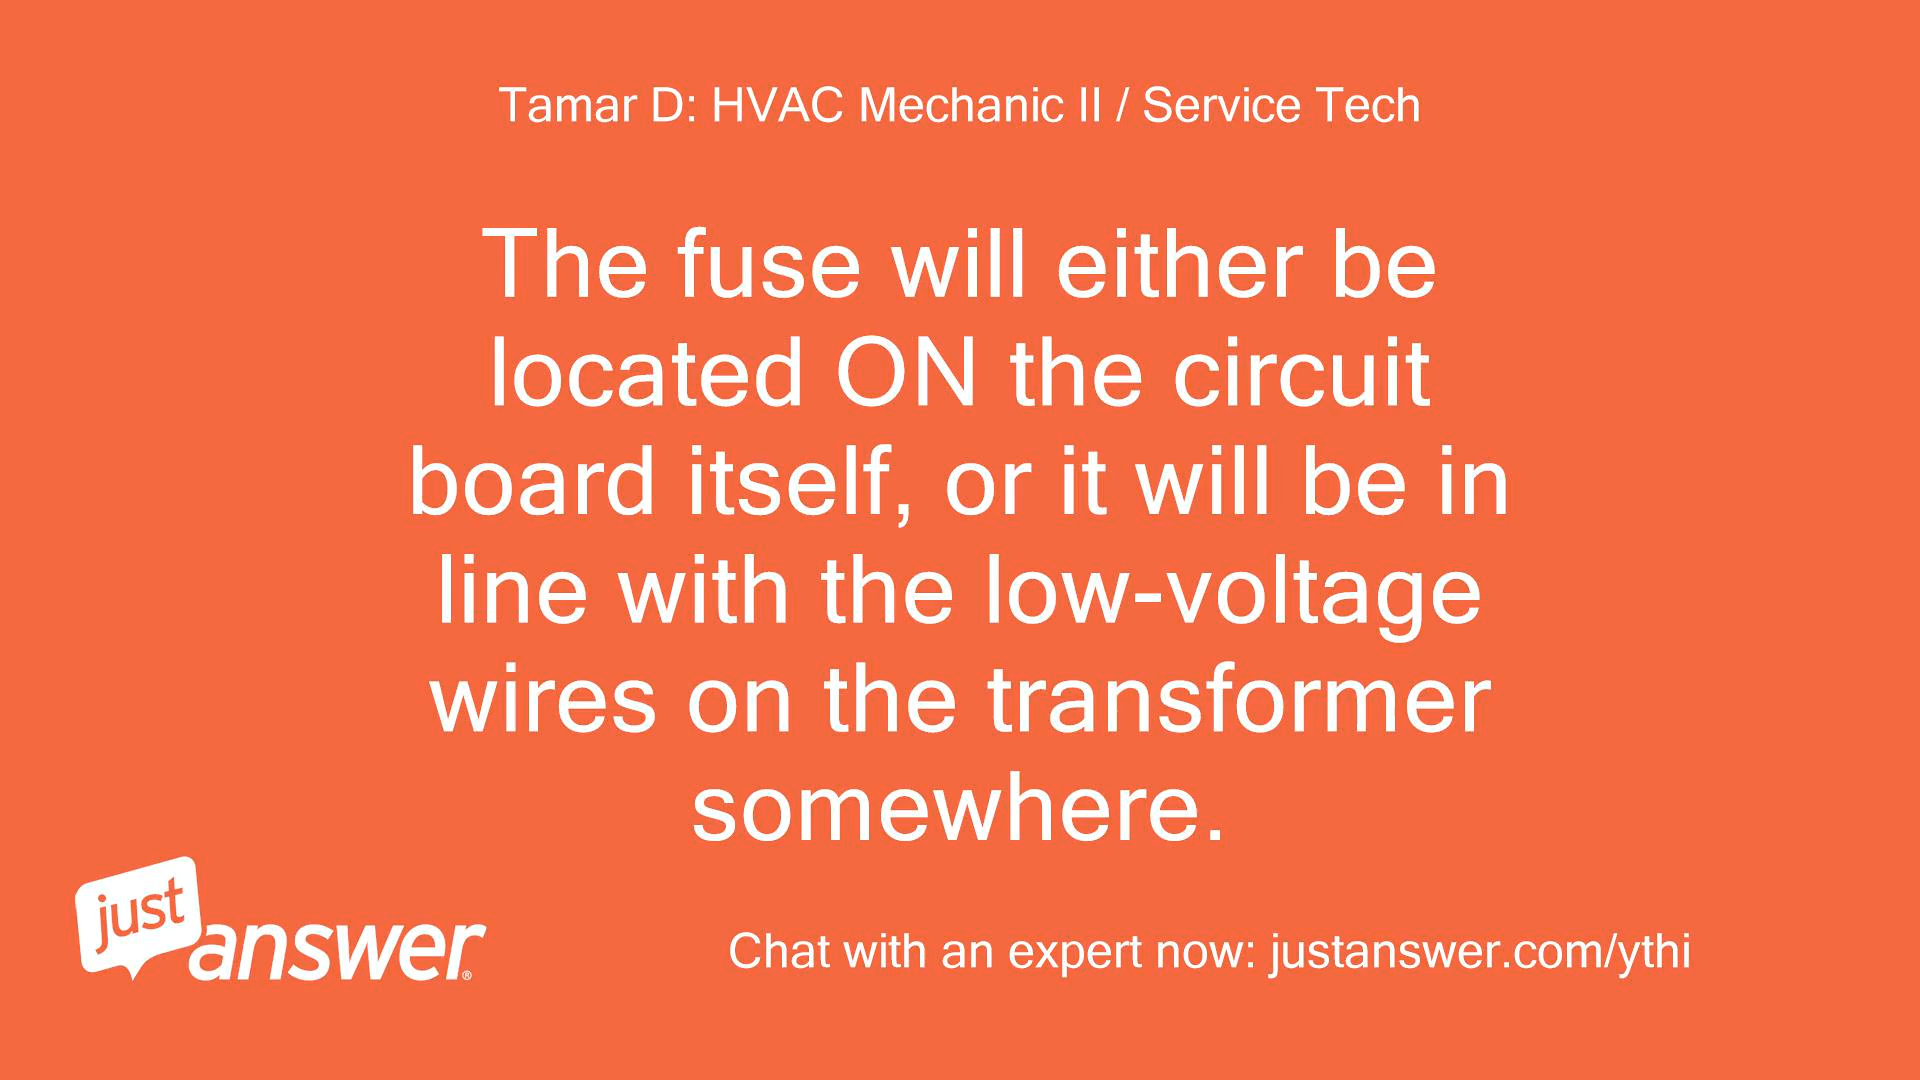 Tamar D: HVAC Mechanic II / Service Tech
The fuse will either be
located ON the circuit
board itself, or it will be in
line with the low-voltage
wires on the transformer
somewhere.
just
answer®
Chat with an expert now: justanswer.com/ythi